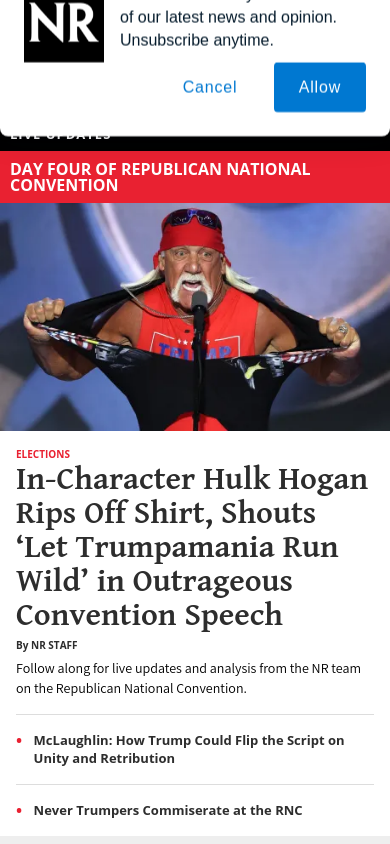 NR
of our latest news and opinion.
Unsubscribe anytime.
Cancel
Allow
LIVE UPDATES
DAY FOUR OF REPUBLICAN NATIONAL
CONVENTION
ELECTIONS
In-Character Hulk Hogan
Rips Off Shirt, Shouts
‘Let Trumpamania Run
Wild’ in Outrageous
Convention Speech
By NR STAFF
Follow along for live updates and analysis from the NR team
on the Republican National Convention.
McLaughlin: How Trump Could Flip the Script on
Unity and Retribution
Never Trumpers Commiserate at the RNC